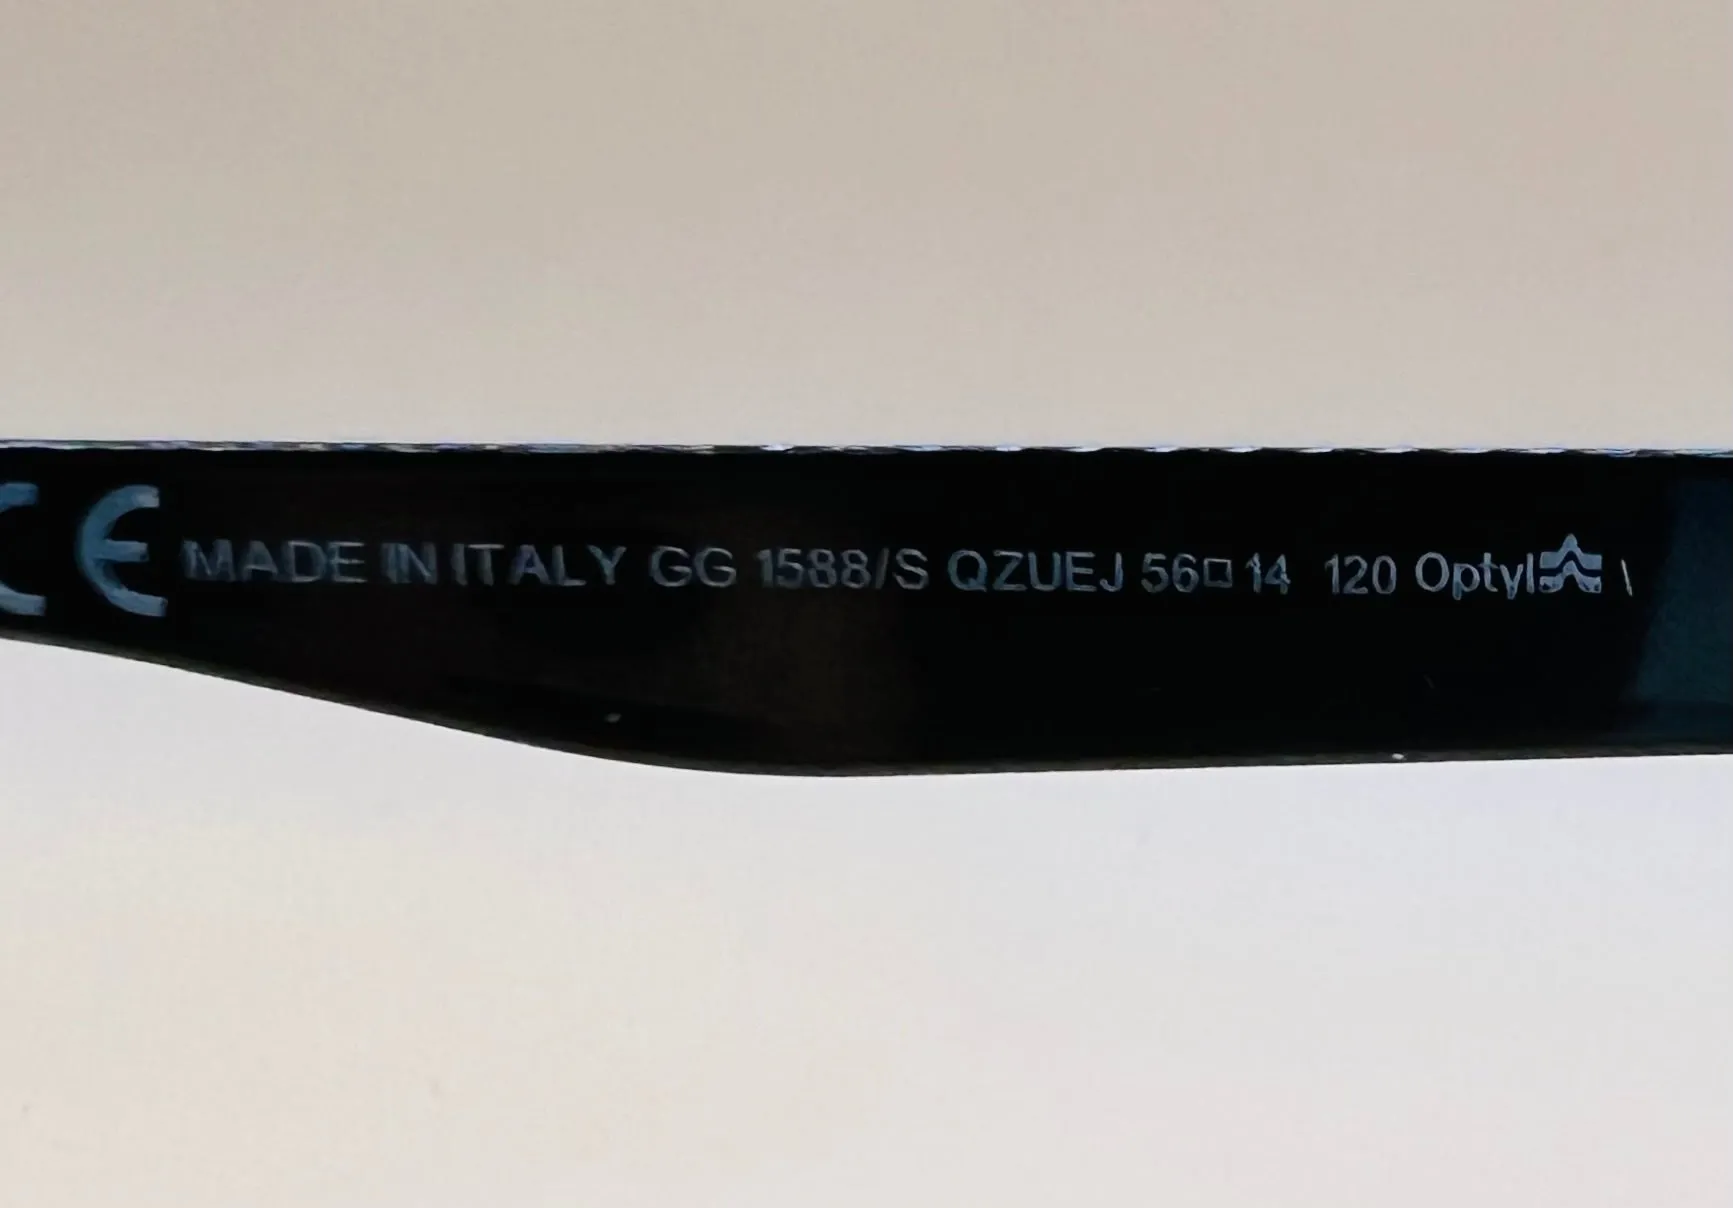 CE MADE IN ITALY GG 1588/S QZUEJ 56□14 120 Optyl